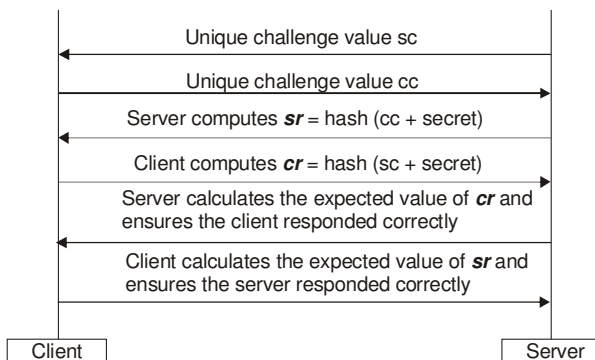 Unique challenge value sc
Unique challenge value cc
Server computes sr = hash (cc + secret)
Client computes cr = hash (sc + secret)
Server calculates the expected value of cr and
ensures the client responded correctly
Client calculates the expected value of sr and
ensures the server responded correctly
Client
Server